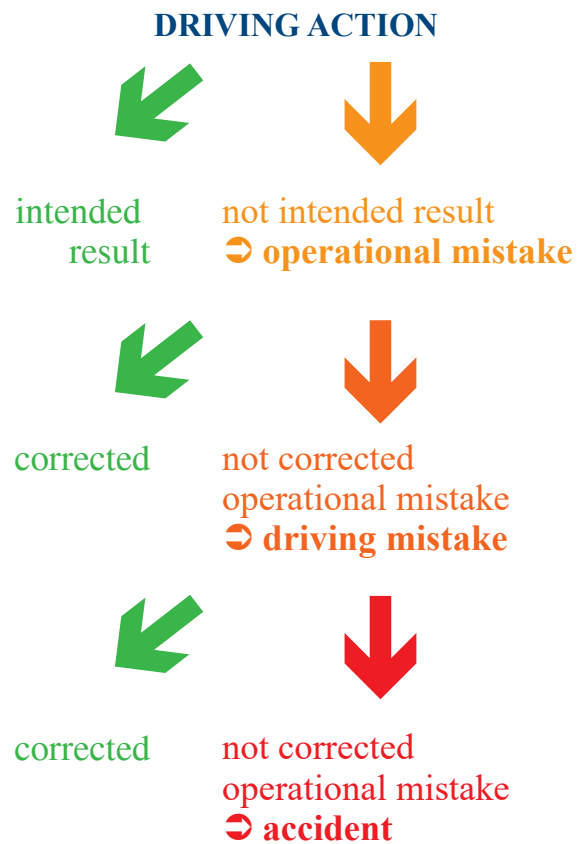 DRIVING ACTION
intended
result
not intended result
➲ operational mistake
corrected
not corrected
operational mistake
➲ driving mistake
corrected
not corrected
operational mistake
➲ accident